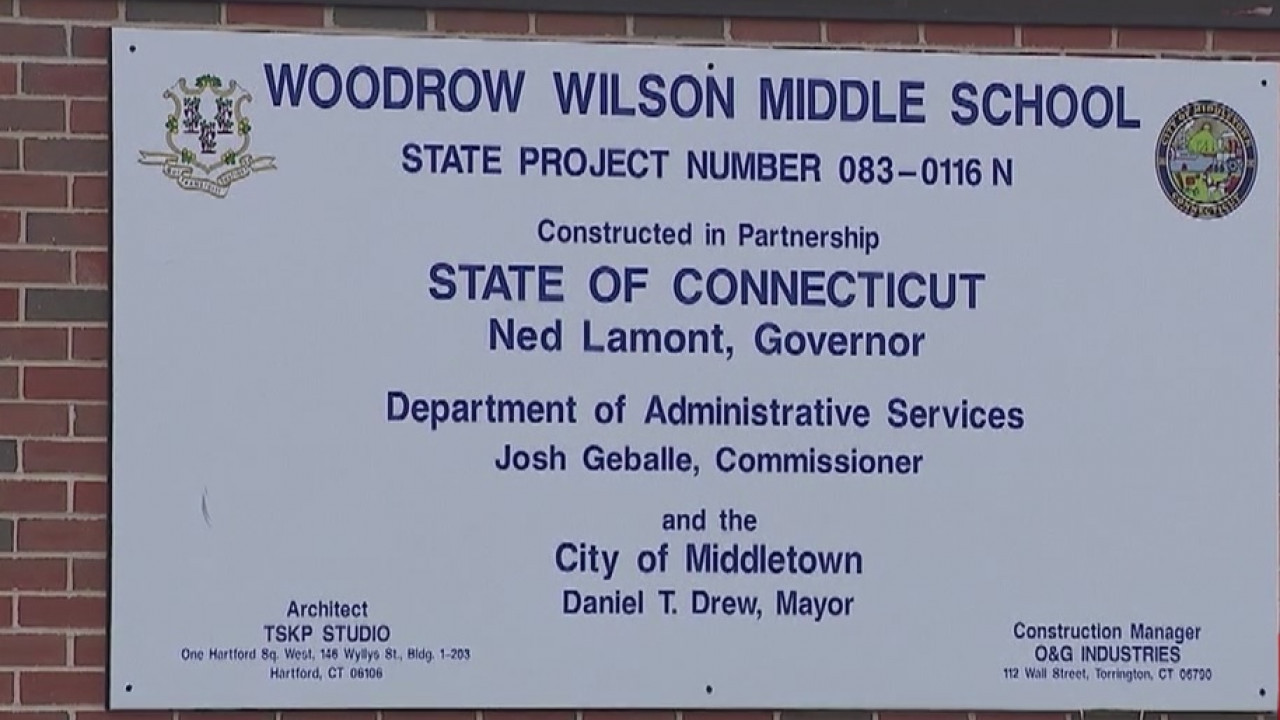 WOODROW WILSON MIDDLE SCHOOL
STATE PROJECT NUMBER 083-0116 N
Constructed in Partnership
STATE OF CONNECTICUT
Ned Lamont, Governor
Department of Administrative Services
Josh Geballe, Commissioner
and the
City of Middletown
Daniel T. Drew, Mayor
Architect
TSKP STUDIO
One Hartford Sq. West, 146 Wyllys St., Bldg. 1-203
Hartford, CT 06106
Construction Manager
O&G INDUSTRIES
112 Wall Street, Torrington, CT 06790